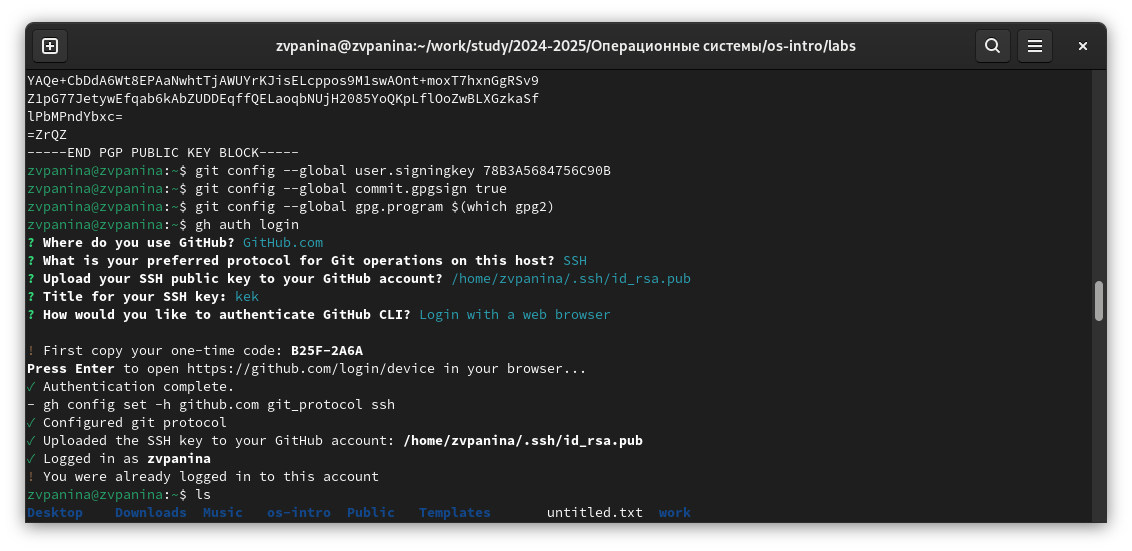 zvpanina@zvpanina:~/work/study/2024-2025/Операционные системы/os-intro/labs
YAQe+CbDdA6Wt8EPAaNwhtTjAWUYrKJisELcppos9M1swAOnt+moxT7hxnGgRSv9
Z1pG77JetywEfqab6kAbZUDDEqffQELaoqbNUjH2085YoQKpLflOoZwBLXGzkaSf
lPbMPndYbxc=
=ZrQZ
-----END PGP PUBLIC KEY BLOCK-----
zvpanina@zvpanina:~$ git config --global user.signingkey 78B3A5684756C90B
zvpanina@zvpanina:~$ git config --global commit.gpgsign true
zvpanina@zvpanina:~$ git config --global gpg.program $(which gpg2)
zvpanina@zvpanina:~$ gh auth login
? Where do you use GitHub? GitHub.com
? What is your preferred protocol for Git operations on this host? SSH
? Upload your SSH public key to your GitHub account? /home/zvpanina/.ssh/id_rsa.pub
? Title for your SSH key: kek
? How would you like to authenticate GitHub CLI? Login with a web browser
! First copy your one-time code: B25F-2A6A
Press Enter to open https://github.com/login/device in your browser...
✓ Authentication complete.
- gh config set -h github.com git_protocol ssh
✓ Configured git protocol
✓ Uploaded the SSH key to your GitHub account: /home/zvpanina/.ssh/id_rsa.pub
✓ Logged in as zvpanina
! You were already logged in to this account
zvpanina@zvpanina:~$ ls
Desktop Downloads Music os-intro Public Templates untitled.txt work